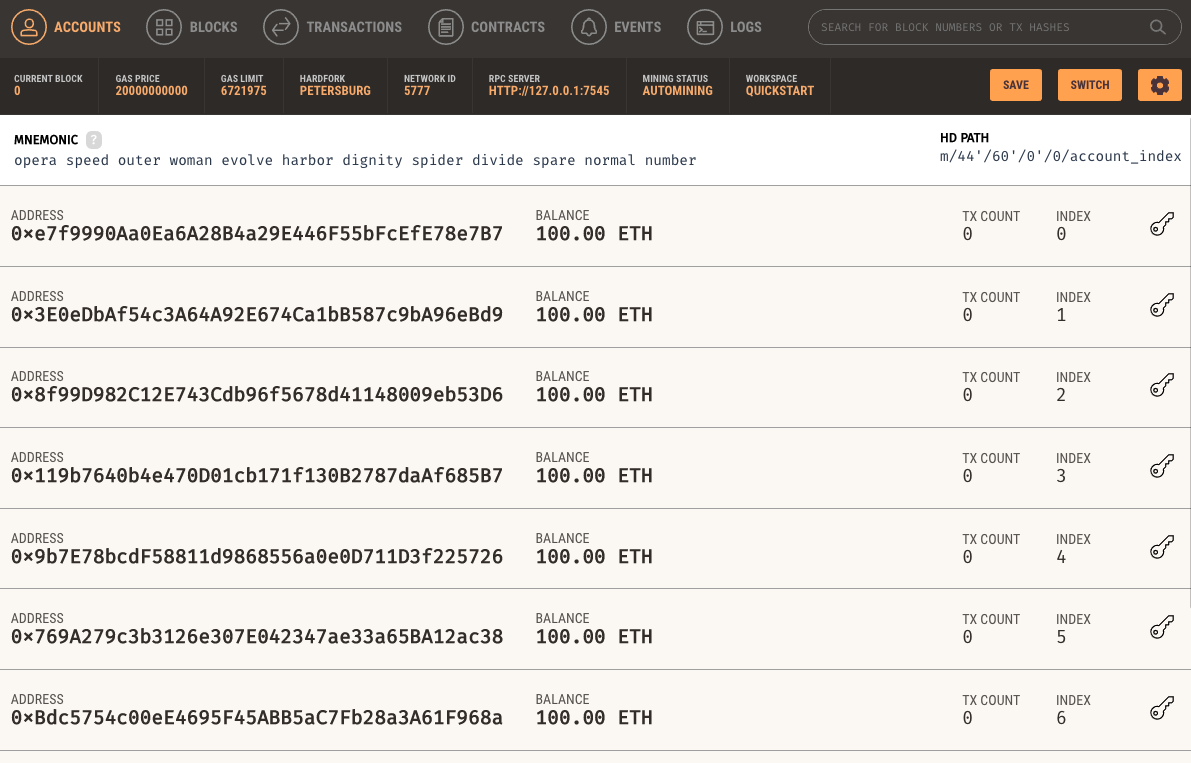 ACCOUNTS BLOCKS TRANSACTIONS CONTRACTS EVENTS LOGS SEARCH FOR BLOCK NUMBERS OR TX HASHES
CURRENT BLOCK GAS PRICE GAS LIMIT HARDFORK NETWORK ID RPC SERVER MINING STATUS WORKSPACE
0 20000000000 6721975 PETERSBURG 5777 HTTP://127.0.0.1:7545 AUTOMINING QUICKSTART SAVE SWITCH
MNEMONIC ? HD PATH
opera speed outer woman evolve harbor dignity spider divide spare normal number m/44'/60'/0'/0/account_index
ADDRESS BALANCE TX COUNT INDEX
0xe7f9990Aa0Ea6A28B4a29E446F55bFcEfE78e7B7 100.00 ETH 0 0
ADDRESS BALANCE TX COUNT INDEX
0x3E0eDbAf54c3A64A92E674Ca1bB587c9bA96eBd9 100.00 ETH 0 1
ADDRESS BALANCE TX COUNT INDEX
0x8f99D982C12E743Cdb96f5678d41148009eb53D6 100.00 ETH 0 2
ADDRESS BALANCE TX COUNT INDEX
0x119b7640b4e470D01cb171f130B2787daAf685B7 100.00 ETH 0 3
ADDRESS BALANCE TX COUNT INDEX
0x9b7E78bcdF58811d9868556a0e0D711D3f225726 100.00 ETH 0 4
ADDRESS BALANCE TX COUNT INDEX
0x769A279c3b3126e307E042347ae33a65BA12ac38 100.00 ETH 0 5
ADDRESS BALANCE TX COUNT INDEX
0xBdc5754c00eE4695F45ABB5aC7Fb28a3A61F968a 100.00 ETH 0 6